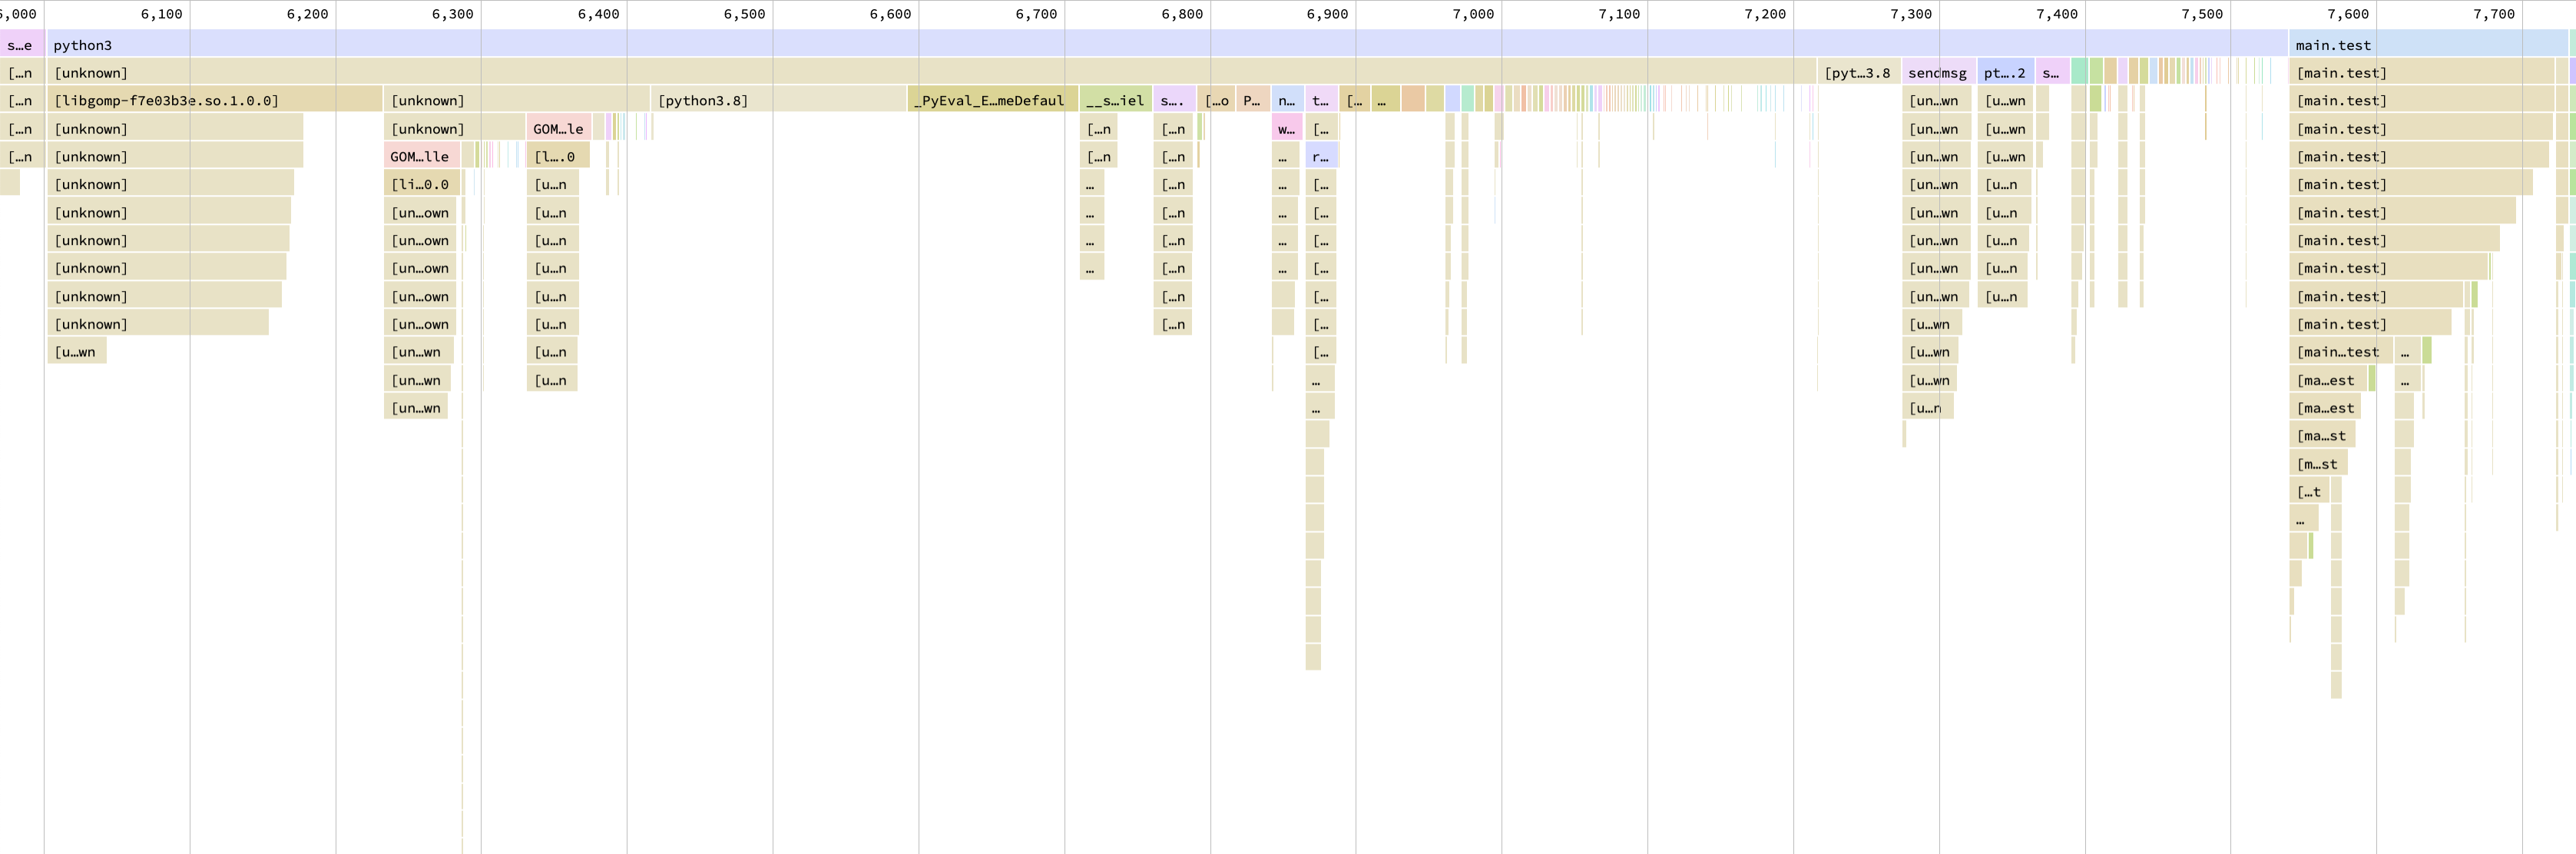 6,000 6,100 6,200 6,300 6,400 6,500 6,600 6,700 6,800 6,900 7,000 7,100 7,200 7,300 7,400 7,500 7,600 7,700
s…e python3 main.test
[…n [unknown] [pyt…3.8 sendmsg pt….2 s… [main.test]
[…n [libgomp-f7e03b3e.so.1.0.0] [unknown] [python3.8] _PyEval_E…meDefaul __s…iel s…. […o P… n… t… [… … [un…wn [u…wn [main.test]
[…n [unknown] [unknown] GOM…le […n […n w… [… [un…wn [u…wn [main.test]
[…n [unknown] GOM…lle [l….0 […n […n … r… [un…wn [u…wn [main.test]
[unknown] [li…0.0 [u…n … […n … [… [un…wn [u…n [main.test]
[unknown] [un…own [u…n … […n … [… [un…wn [u…n [main.test]
[unknown] [un…own [u…n … […n … [… [un…wn [u…n [main.test]
[unknown] [un…own [u…n … […n … [… [un…wn [u…n [main.test]
[unknown] [un…own [u…n […n [… [un…wn [u…n [main.test]
[unknown] [un…own [u…n […n [… [u…wn [main.test]
[u…wn [un…wn [u…n [… [u…wn [main…test …
[un…wn [u…n … [u…wn [ma…est …
[un…wn … [u…n [ma…est
[ma…st
[m…st
[…t
…